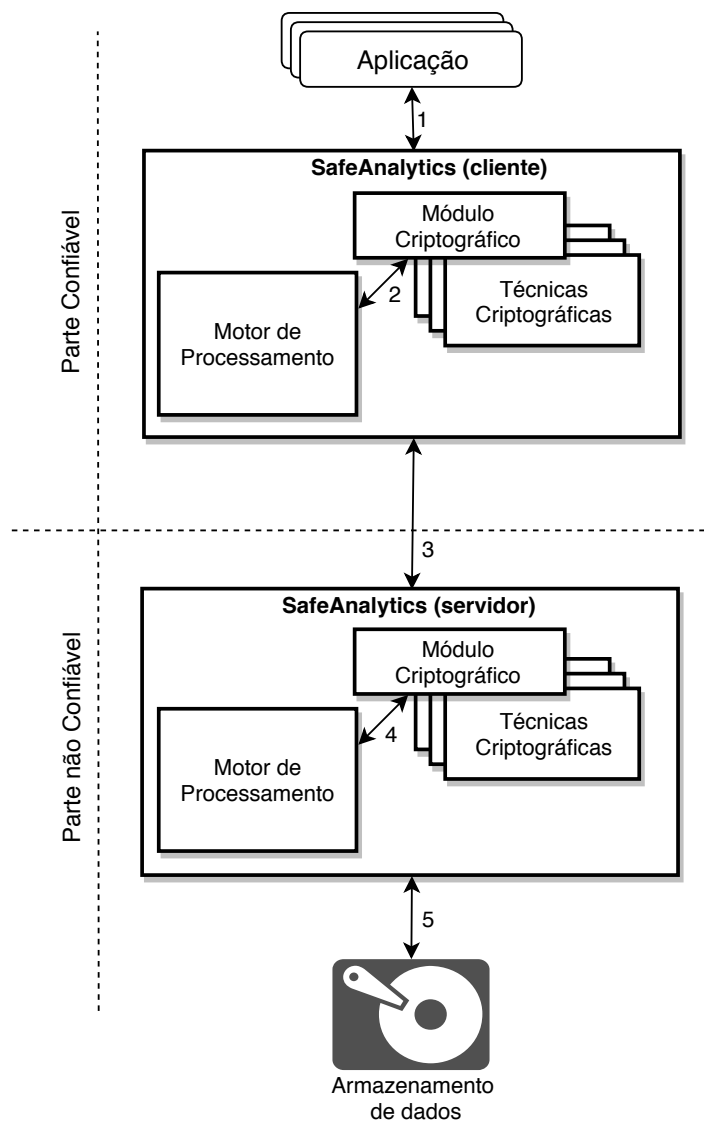 Aplicação
1
SafeAnalytics (cliente)
Módulo
Criptográfico
2
Técnicas
Criptográficas
Motor de
Processamento
Parte Confiável
3
SafeAnalytics (servidor)
Módulo
Criptográfico
4
Técnicas
Criptográficas
Motor de
Processamento
Parte não Confiável
5
Armazenamento
de dados